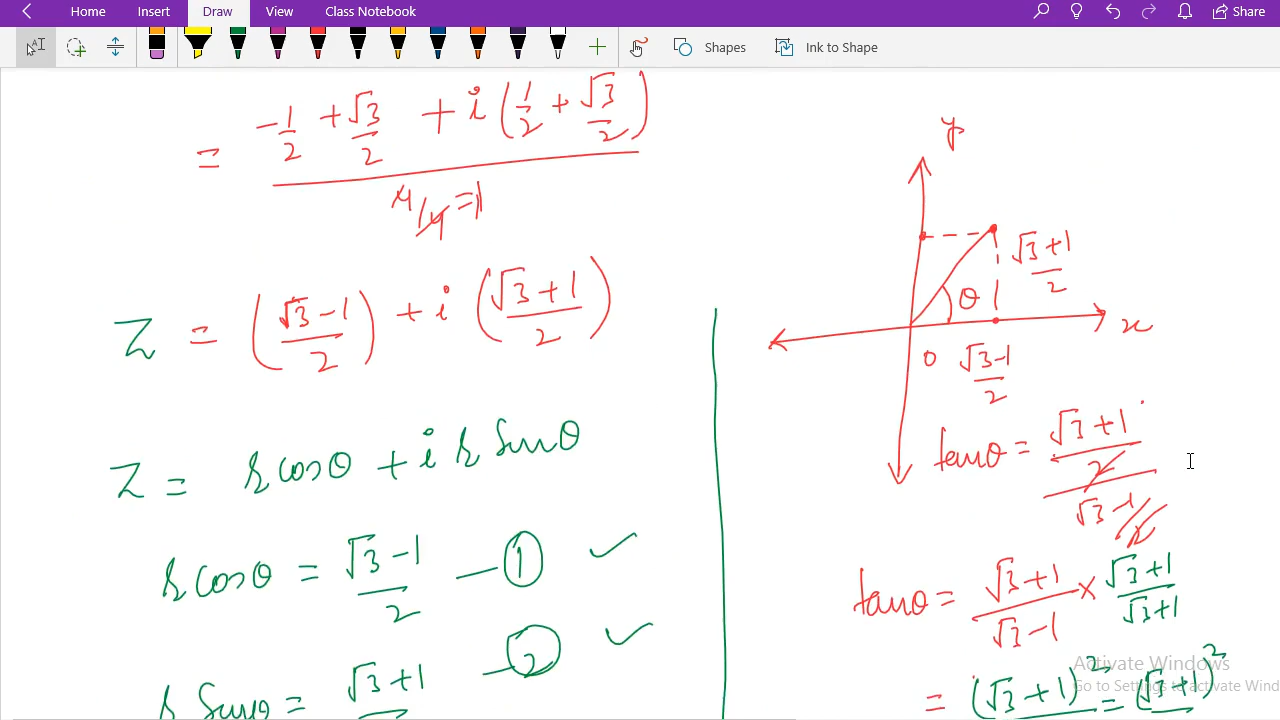 Home Insert Draw View Class Notebook Share
Shapes Ink to Shape
= (-1/2 + √3/2 + i(1/2 + √3/2)) / (4/4 = 1)
Z = ((√3-1)/2) + i((√3+1)/2)
Z = r cosθ + i r sinθ
r cosθ = (√3-1)/2 — ① ✓
r sinθ = √3+1 — ② ✓
y
(√3+1)/2
θ
x
0
(√3-1)/2
tanθ = ((√3+1)/2) / ((√3-1)/2)
tanθ = (√3+1)/(√3-1) × (√3+1)/(√3+1)
= (√3+1)² = (√3+1)²
Activate Windows
Go to Settings to activate Wind